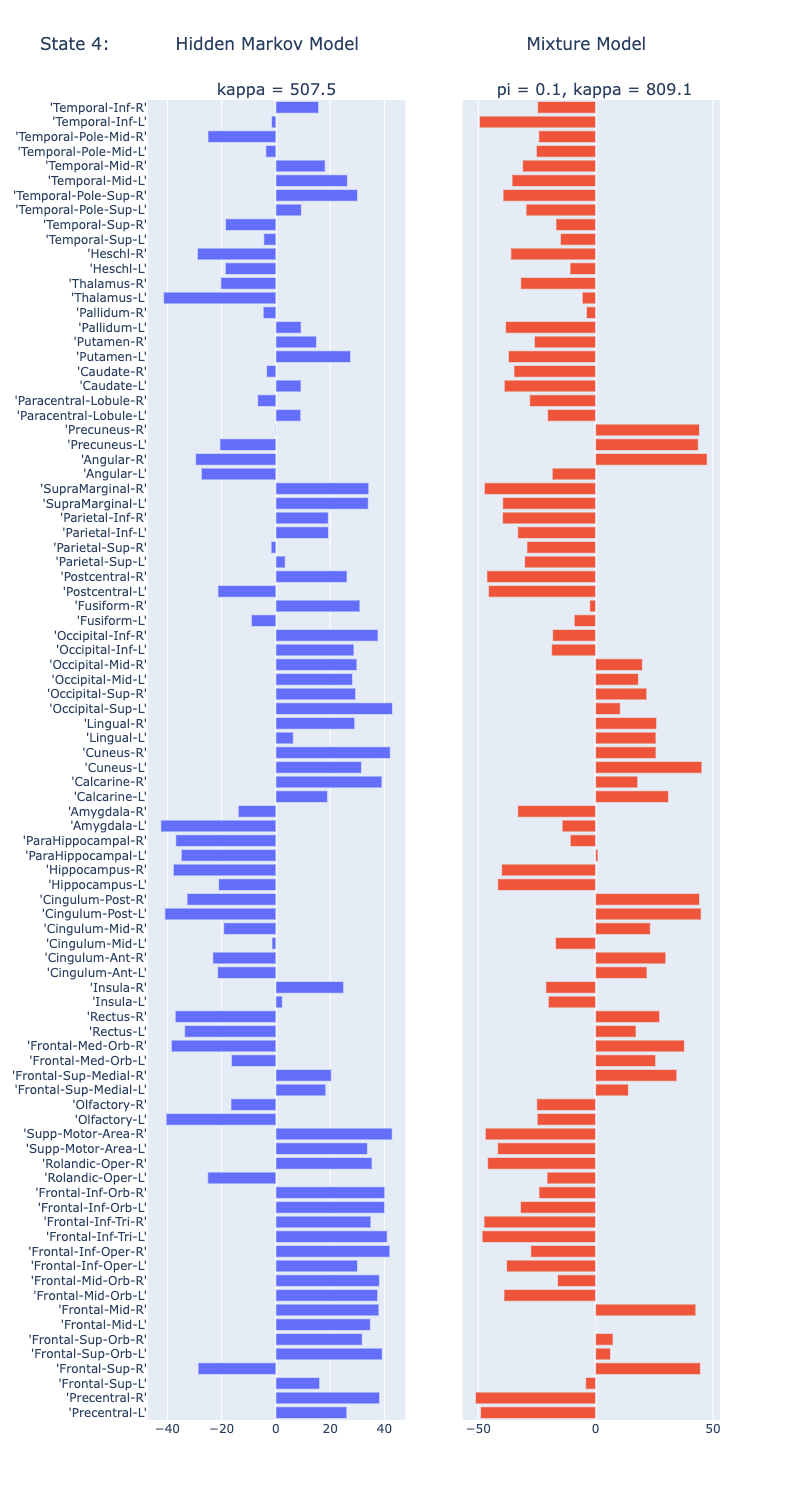 State 4: Hidden Markov Model Mixture Model
kappa = 507.5 pi = 0.1, kappa = 809.1
'Temporal-Inf-R'
'Temporal-Inf-L'
'Temporal-Pole-Mid-R'
'Temporal-Pole-Mid-L'
'Temporal-Mid-R'
'Temporal-Mid-L'
'Temporal-Pole-Sup-R'
'Temporal-Pole-Sup-L'
'Temporal-Sup-R'
'Temporal-Sup-L'
'Heschl-R'
'Heschl-L'
'Thalamus-R'
'Thalamus-L'
'Pallidum-R'
'Pallidum-L'
'Putamen-R'
'Putamen-L'
'Caudate-R'
'Caudate-L'
'Paracentral-Lobule-R'
'Paracentral-Lobule-L'
'Precuneus-R'
'Precuneus-L'
'Angular-R'
'Angular-L'
'SupraMarginal-R'
'SupraMarginal-L'
'Parietal-Inf-R'
'Parietal-Inf-L'
'Parietal-Sup-R'
'Parietal-Sup-L'
'Postcentral-R'
'Postcentral-L'
'Fusiform-R'
'Fusiform-L'
'Occipital-Inf-R'
'Occipital-Inf-L'
'Occipital-Mid-R'
'Occipital-Mid-L'
'Occipital-Sup-R'
'Occipital-Sup-L'
'Lingual-R'
'Lingual-L'
'Cuneus-R'
'Cuneus-L'
'Calcarine-R'
'Calcarine-L'
'Amygdala-R'
'Amygdala-L'
'ParaHippocampal-R'
'ParaHippocampal-L'
'Hippocampus-R'
'Hippocampus-L'
'Cingulum-Post-R'
'Cingulum-Post-L'
'Cingulum-Mid-R'
'Cingulum-Mid-L'
'Cingulum-Ant-R'
'Cingulum-Ant-L'
'Insula-R'
'Insula-L'
'Rectus-R'
'Rectus-L'
'Frontal-Med-Orb-R'
'Frontal-Med-Orb-L'
'Frontal-Sup-Medial-R'
'Frontal-Sup-Medial-L'
'Olfactory-R'
'Olfactory-L'
'Supp-Motor-Area-R'
'Supp-Motor-Area-L'
'Rolandic-Oper-R'
'Rolandic-Oper-L'
'Frontal-Inf-Orb-R'
'Frontal-Inf-Orb-L'
'Frontal-Inf-Tri-R'
'Frontal-Inf-Tri-L'
'Frontal-Inf-Oper-R'
'Frontal-Inf-Oper-L'
'Frontal-Mid-Orb-R'
'Frontal-Mid-Orb-L'
'Frontal-Mid-R'
'Frontal-Mid-L'
'Frontal-Sup-Orb-R'
'Frontal-Sup-Orb-L'
'Frontal-Sup-R'
'Frontal-Sup-L'
'Precentral-R'
'Precentral-L'
−40 −20 0 20 40 −50 0 50